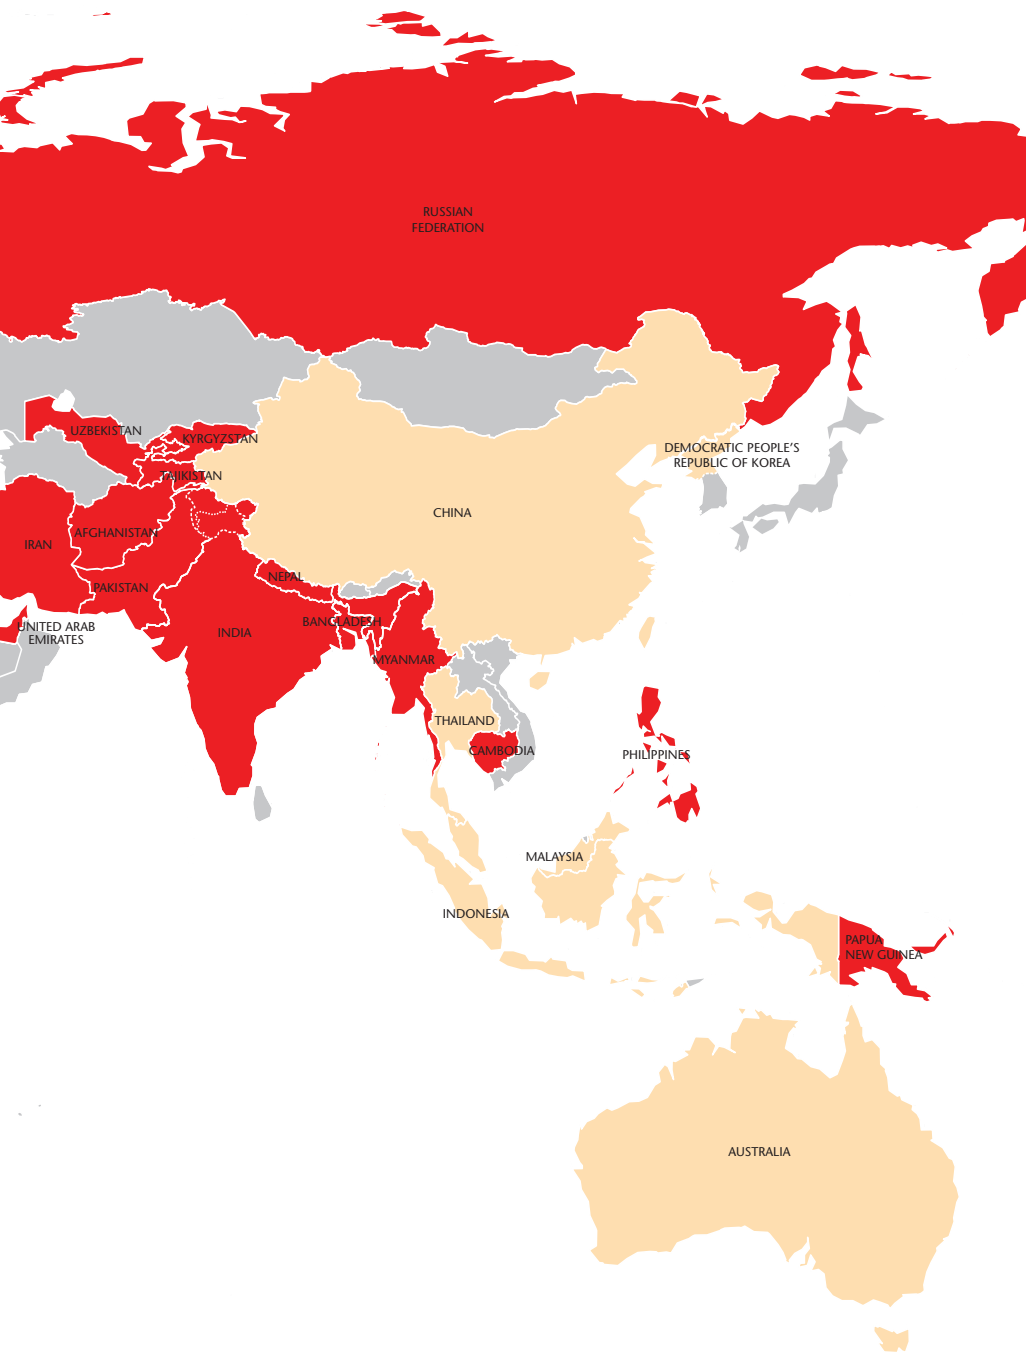 RUSSIAN
FEDERATION
UZBEKISTAN
KYRGYZSTAN
DEMOCRATIC PEOPLE'S
REPUBLIC OF KOREA
TAJIKISTAN
CHINA
AFGHANISTAN
IRAN
NEPAL
PAKISTAN
BANGLADESH
UNITED ARAB
EMIRATES
INDIA
MYANMAR
THAILAND
CAMBODIA
PHILIPPINES
MALAYSIA
INDONESIA
PAPUA
NEW GUINEA
AUSTRALIA